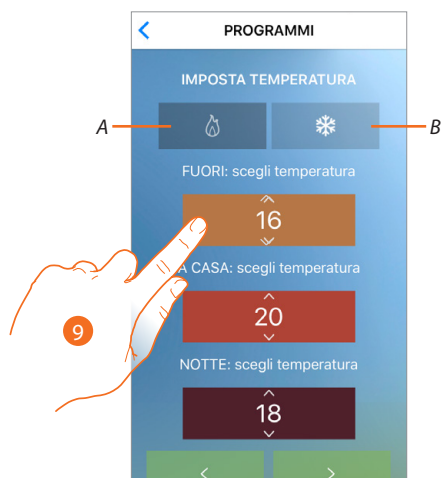 PROGRAMMI
IMPOSTA TEMPERATURA
A
B
FUORI: scegli temperatura
16
A CASA: scegli temperatura
20
9
NOTTE: scegli temperatura
18